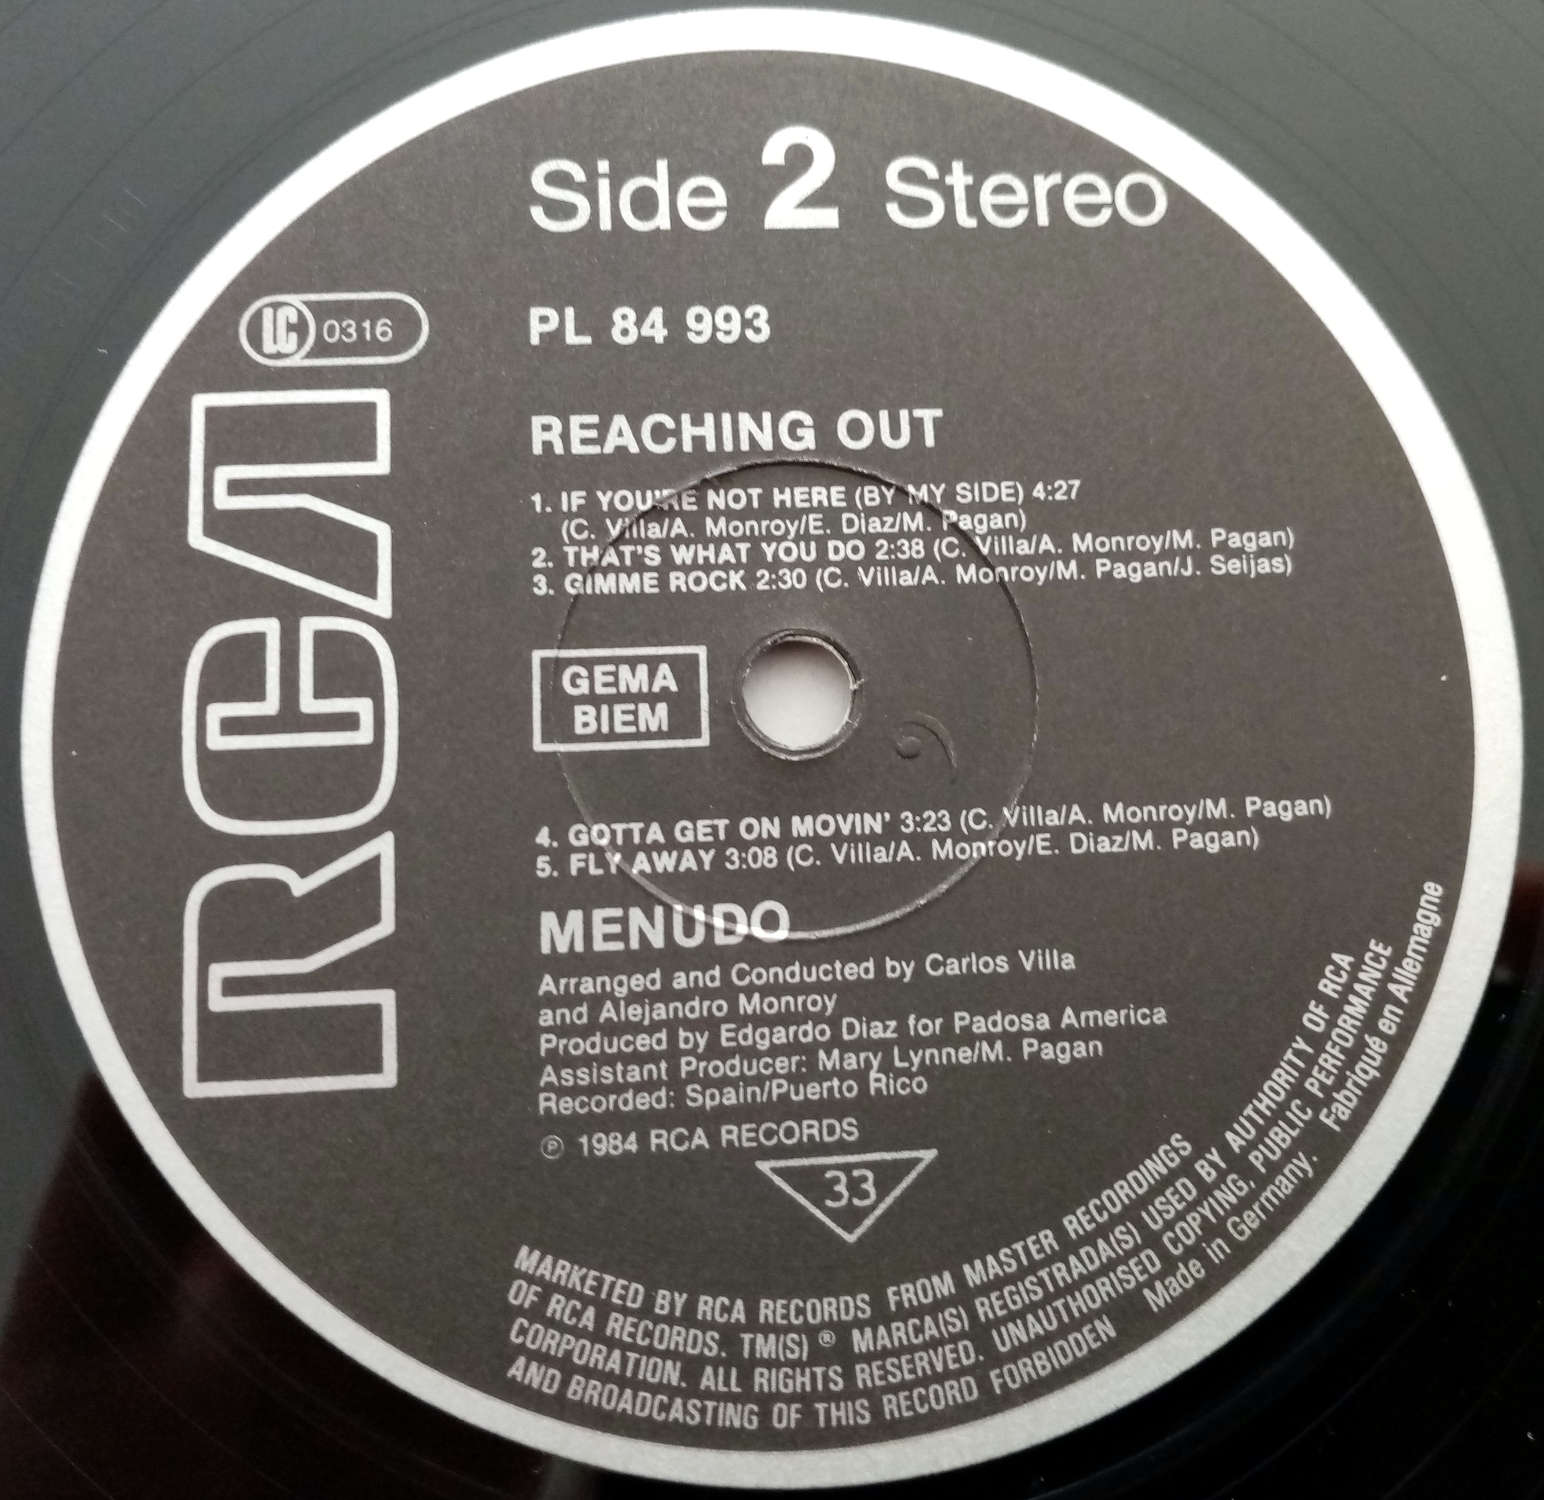 Side 2 Stereo
LC 0316
PL 84 993
RCA
REACHING OUT
1. IF YOU'RE NOT HERE (BY MY SIDE) 4:27
(C. Villa/A. Monroy/E. Diaz/M. Pagan)
2. THAT'S WHAT YOU DO 2:38 (C. Villa/A. Monroy/M. Pagan)
3. GIMME ROCK 2:30 (C. Villa/A. Monroy/M. Pagan/J. Seijas)
GEMA
BIEM
4. GOTTA GET ON MOVIN' 3:23 (C. Villa/A. Monroy/M. Pagan)
5. FLY AWAY 3:08 (C. Villa/A. Monroy/E. Diaz/M. Pagan)
MENUDO
Arranged and Conducted by Carlos Villa
and Alejandro Monroy
Produced by Edgardo Diaz for Padosa America
Assistant Producer: Mary Lynne/M. Pagan
Recorded: Spain/Puerto Rico
℗ 1984 RCA RECORDS
33
MARKETED BY RCA RECORDS FROM MASTER RECORDINGS
OF RCA RECORDS. TM(S) ® MARCA(S) REGISTRADA(S) USED BY AUTHORITY OF RCA
CORPORATION. ALL RIGHTS RESERVED. UNAUTHORISED COPYING, PUBLIC PERFORMANCE
AND BROADCASTING OF THIS RECORD FORBIDDEN Made in Germany. Fabriqué en Allemagne